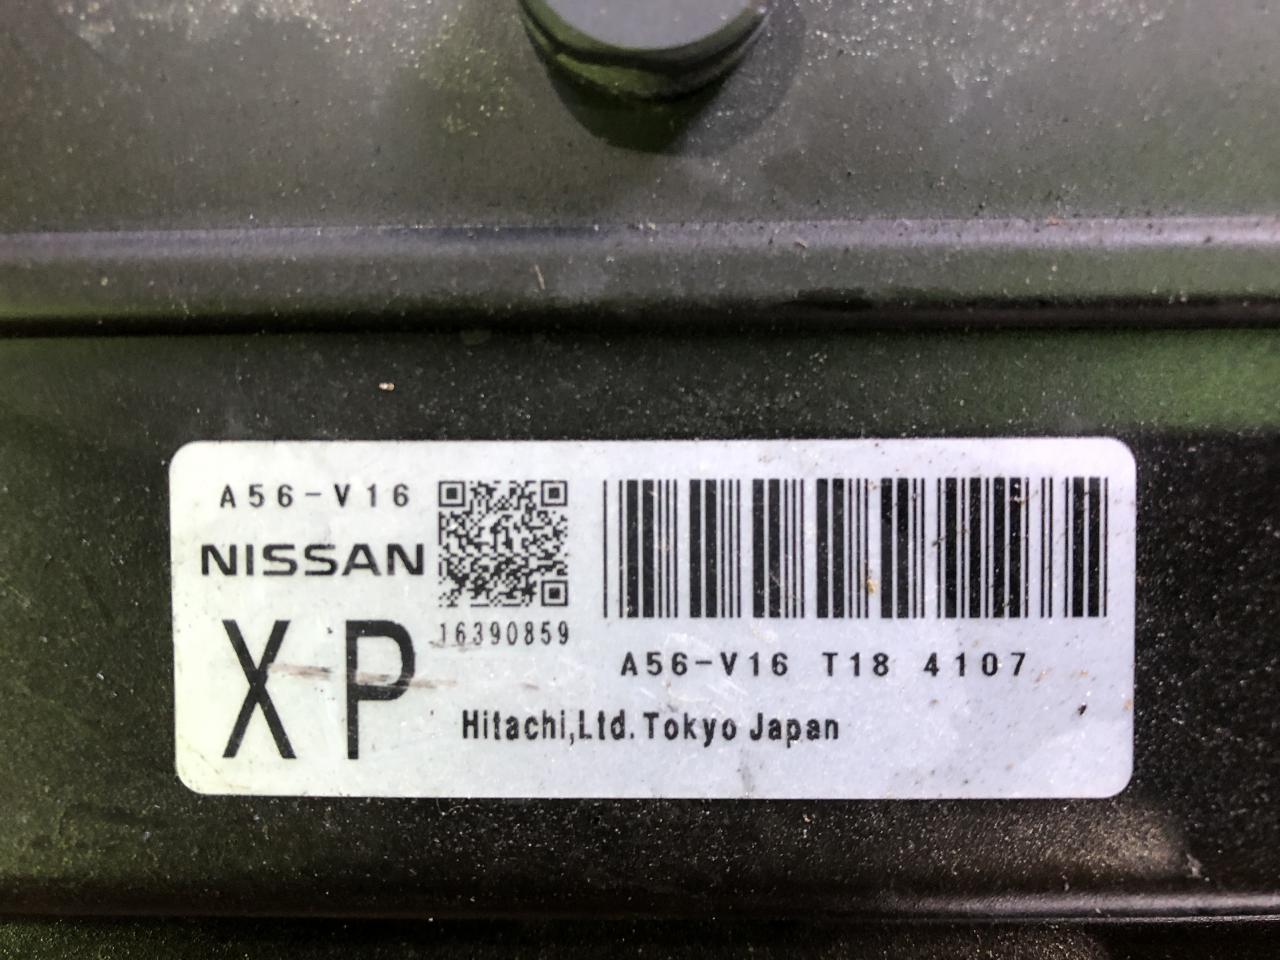 A56-V16
NISSAN
XP
16390859
A56-V16 T18 4107
Hitachi,Ltd. Tokyo Japan